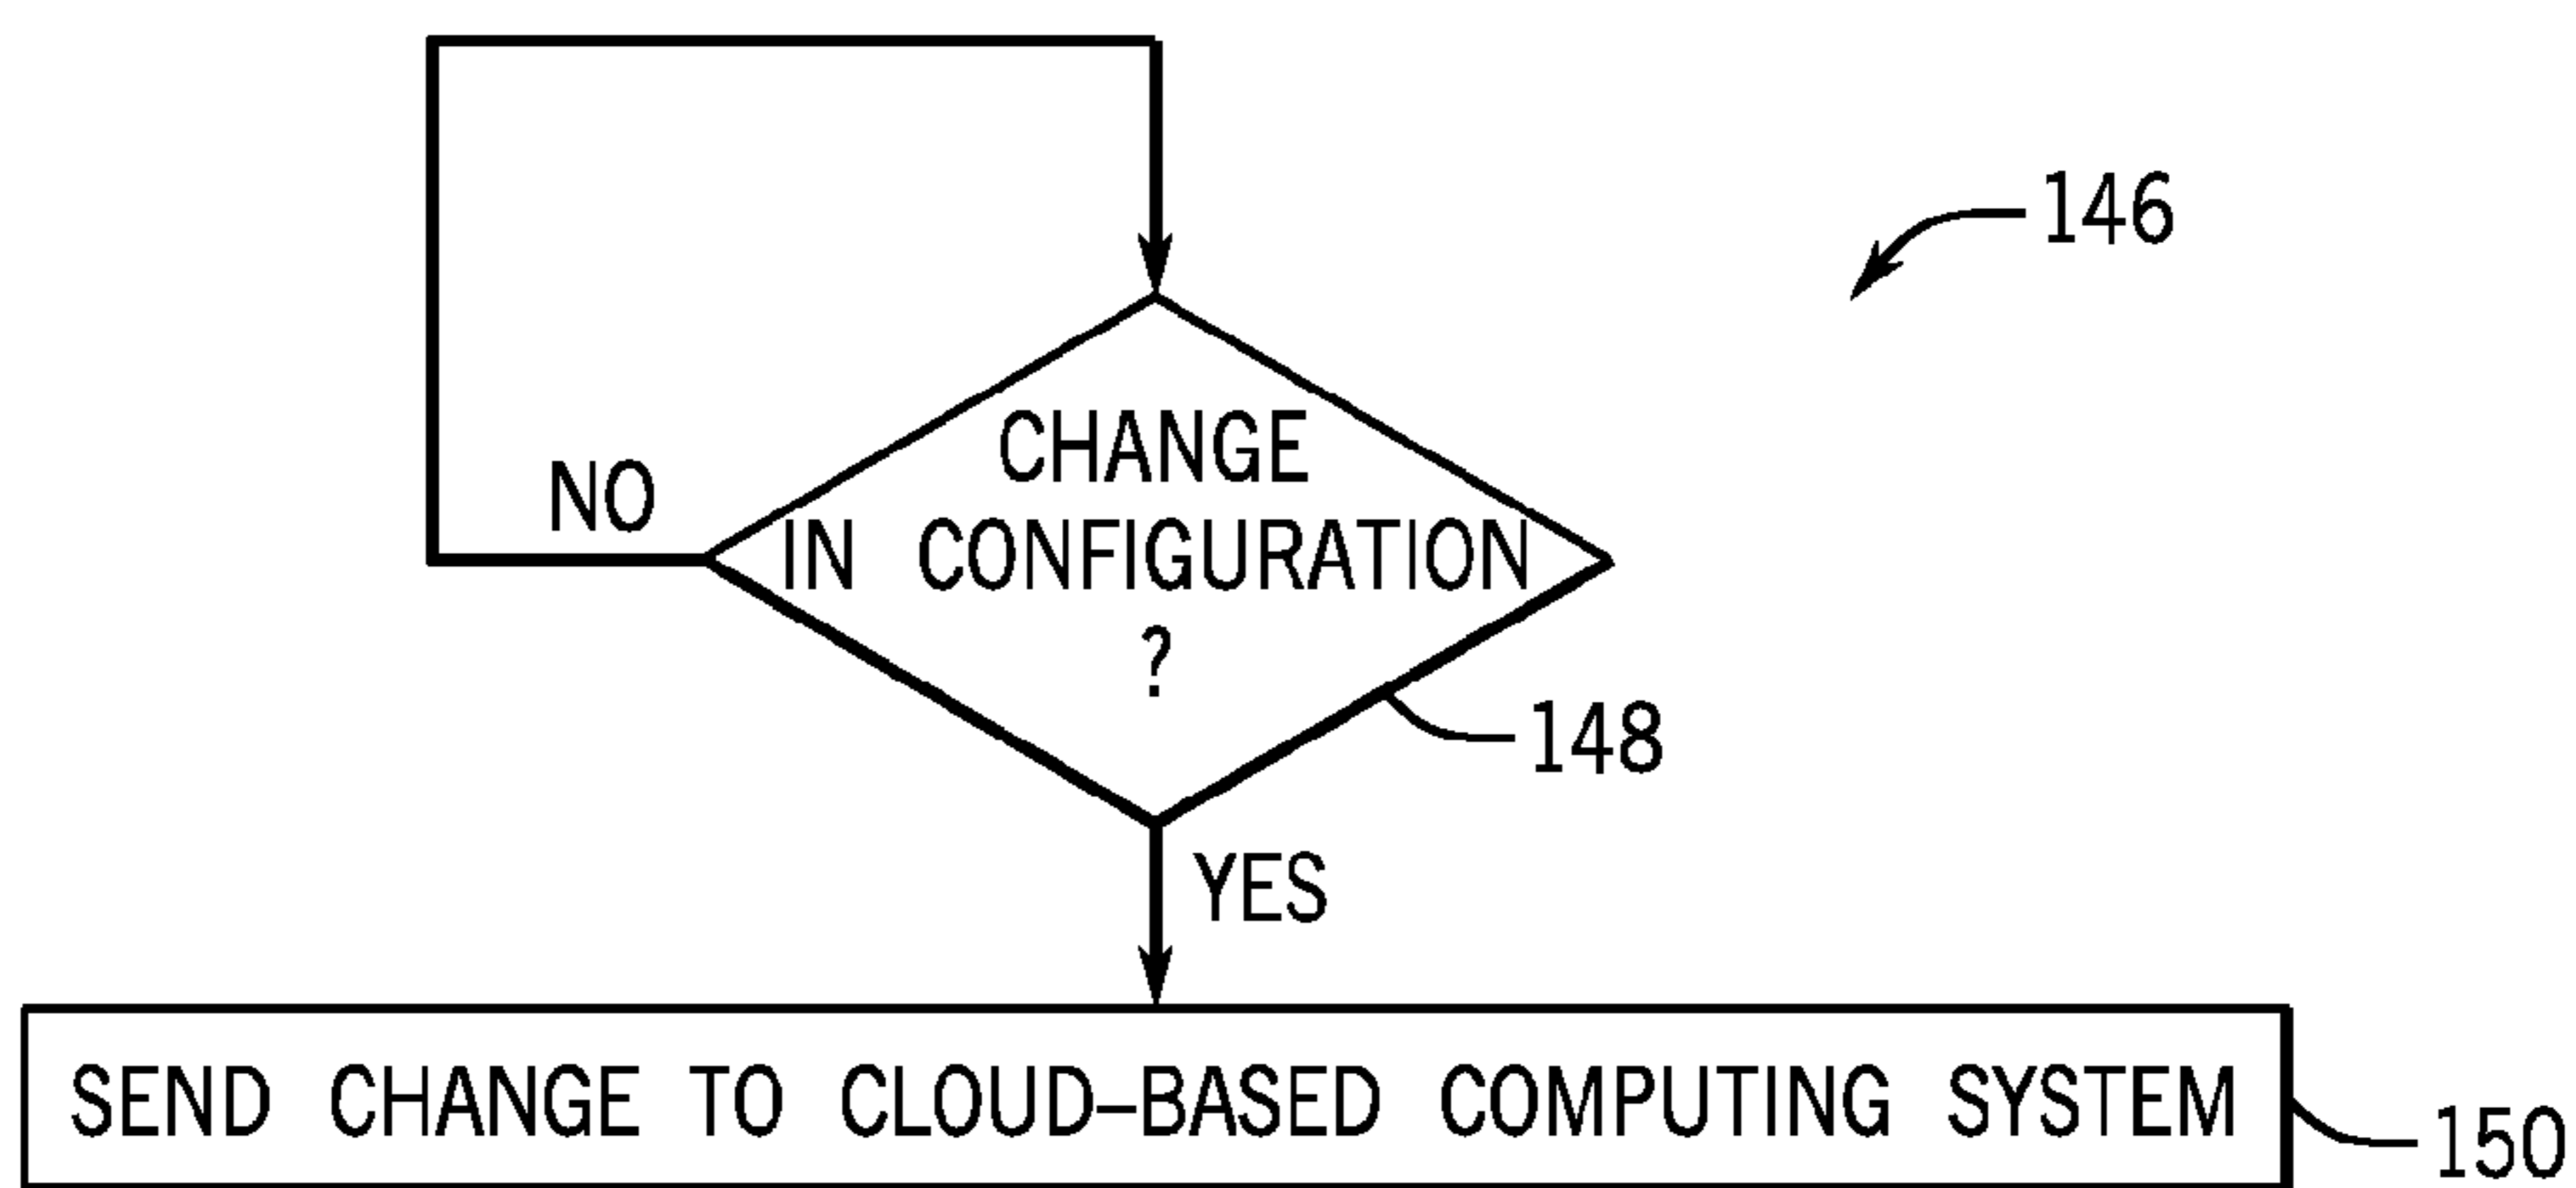 146
CHANGE
IN CONFIGURATION
?
NO
148
YES
SEND CHANGE TO CLOUD-BASED COMPUTING SYSTEM
150